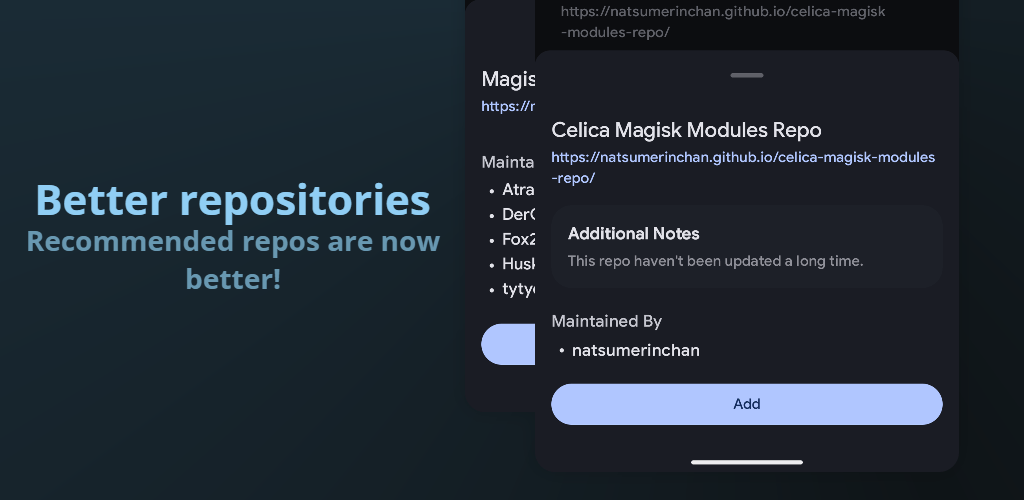 Better repositories
Recommended repos are now
better!
Magis
https://r
Mainta
• Atra
• Der
• Fox2
• Husk
• tyty
https://natsumerinchan.github.io/celica-magisk
-modules-repo/
Celica Magisk Modules Repo
https://natsumerinchan.github.io/celica-magisk-modules
-repo/
Additional Notes
This repo haven't been updated a long time.
Maintained By
• natsumerinchan
Add